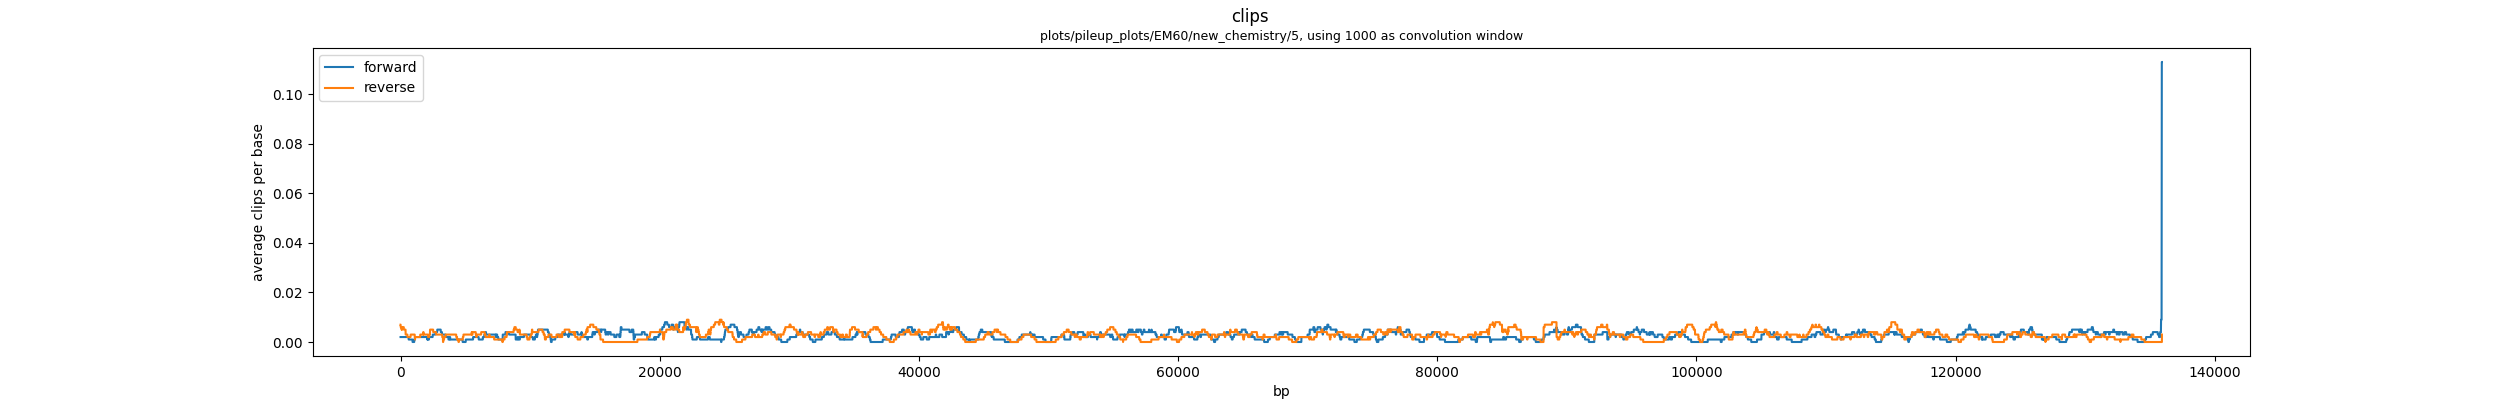 clips
plots/pileup_plots/EM60/new_chemistry/5, using 1000 as convolution window
forward
reverse
average clips per base
0.10
0.08
0.06
0.04
0.02
0.00
0 20000 40000 60000 80000 100000 120000 140000
bp